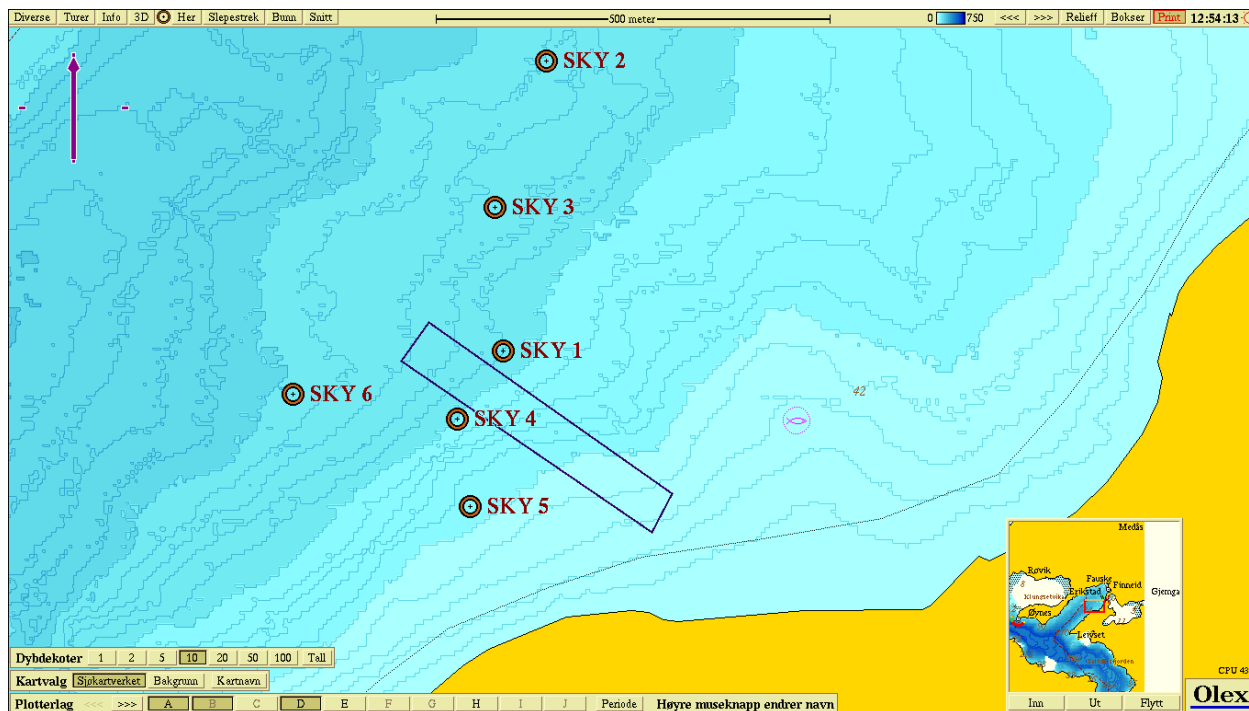 Diverse Turer Info 3D Her Slepestrek Bunn Snitt 500 meter 0 750 <<< >>> Relieff Bokser Print 12:54:13
SKY 2
SKY 3
SKY 1
SKY 6
42
SKY 4
SKY 5
Medås
Røvik
Fauske
Finneid
Erikstad
Gjemga
Øynes
Leivset
Dybdekoter 1 2 5 10 20 50 100 Tall
Kartvalg Sjøkartverket Bakgrunn Kartnavn
CPU 43
Plotterlag <<< >>> A B C D E F G H I J Periode Høyre museknapp endrer navn
Inn Ut Flytt
Olex